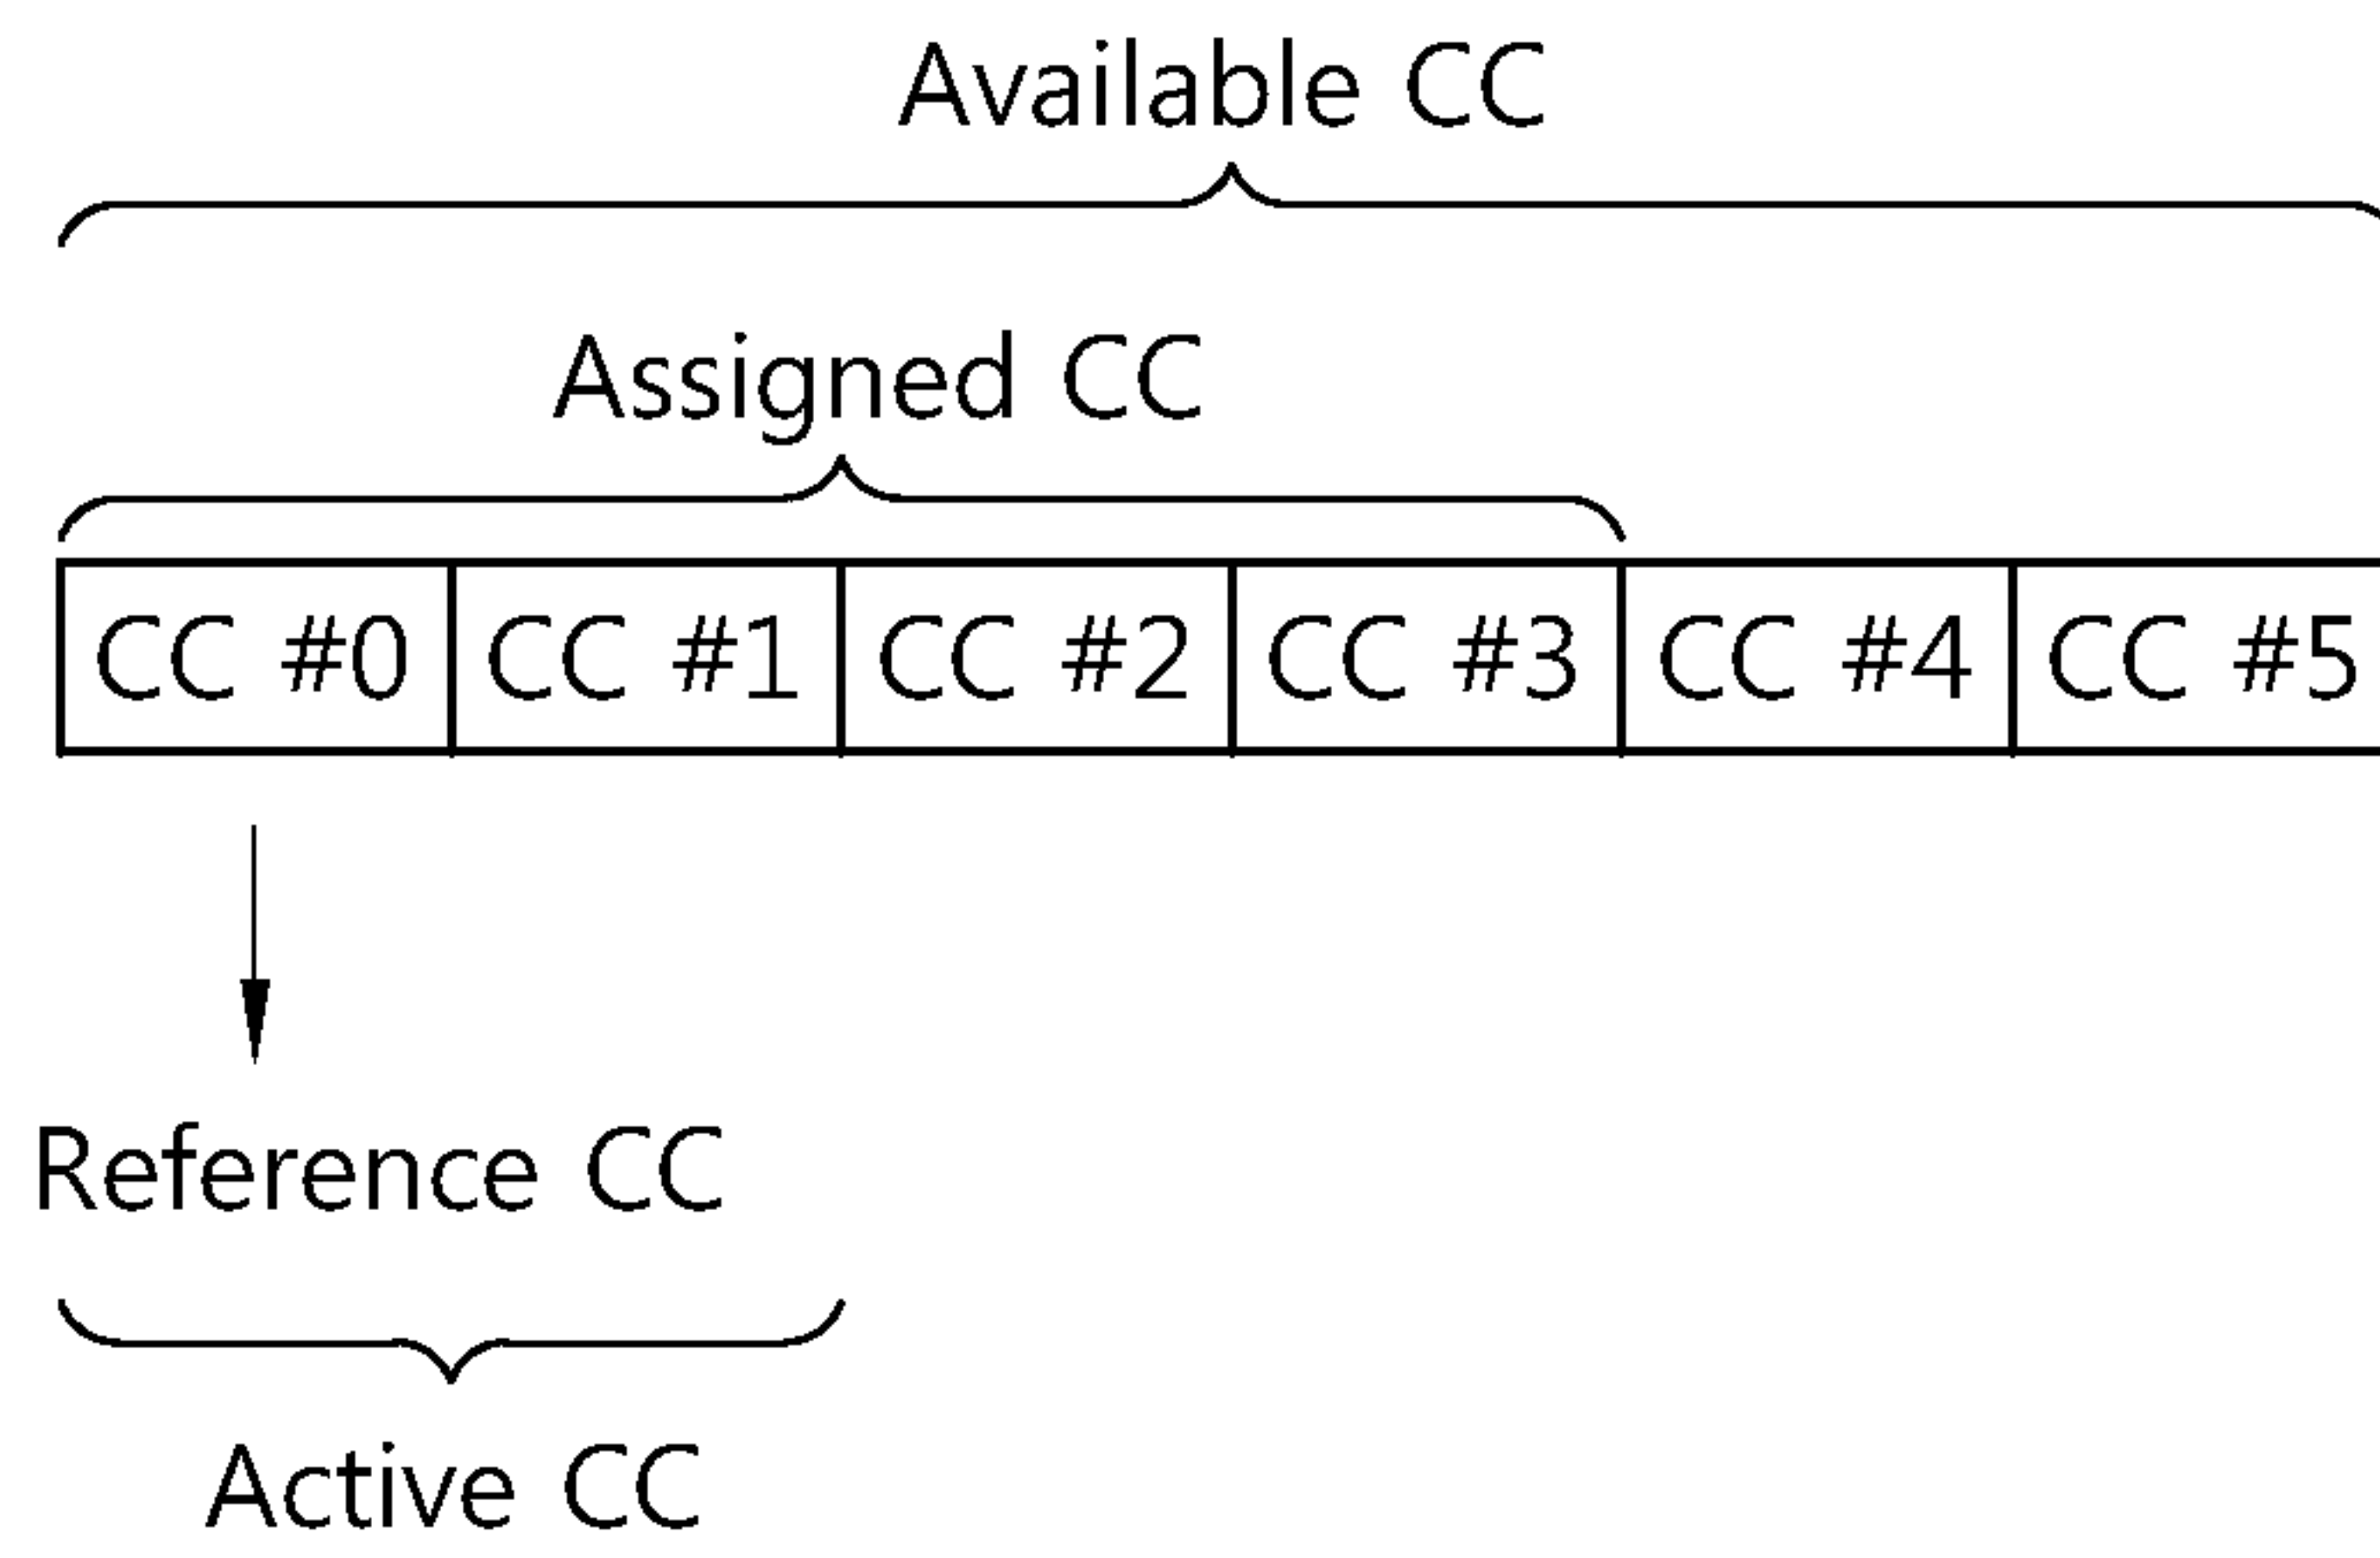 Available CC
Assigned CC
CC #0 CC #1 CC #2 CC #3 CC #4 CC #5
Reference CC
Active CC